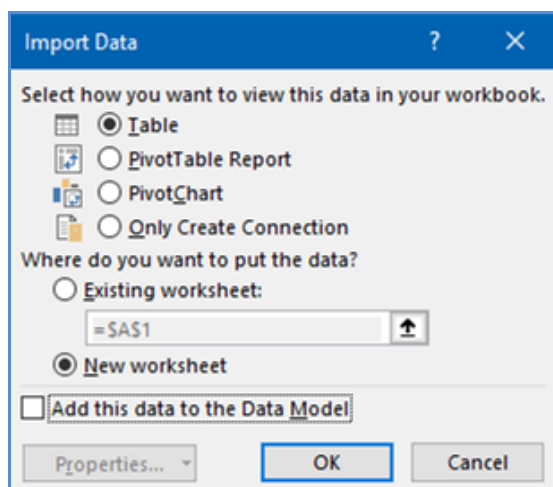 Import Data ?
Select how you want to view this data in your workbook.
Table
PivotTable Report
PivotChart
Only Create Connection
Where do you want to put the data?
Existing worksheet:
=$A$1
New worksheet
Add this data to the Data Model
Properties... OK Cancel